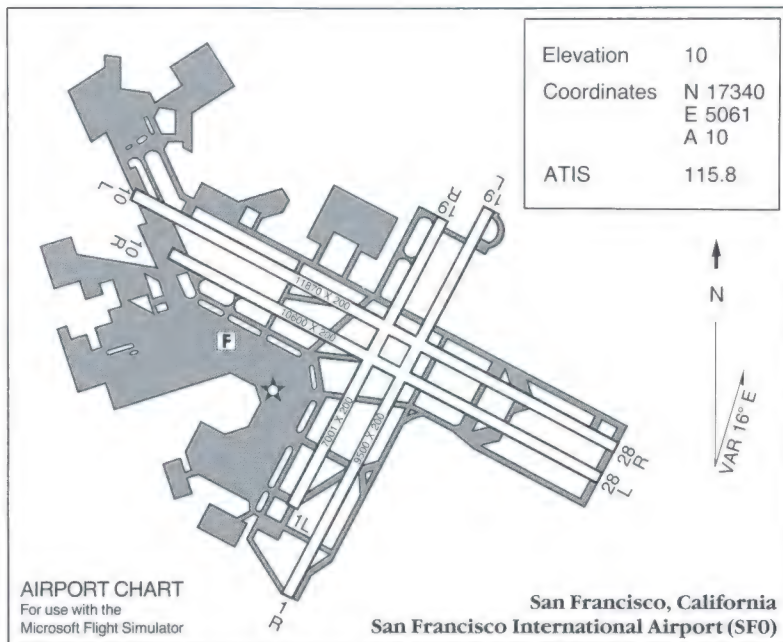 Elevation 10
Coordinates N 17340
E 5061
A 10
ATIS 115.8
10
L
10
R
19
R
19
L
11870 X 200
10600 X 200
F
7001 X 200
9500 X 200
N
VAR 16° E
28
R
28
L
1L
1
R
AIRPORT CHART
For use with the
Microsoft Flight Simulator
San Francisco, California
San Francisco International Airport (SFO)